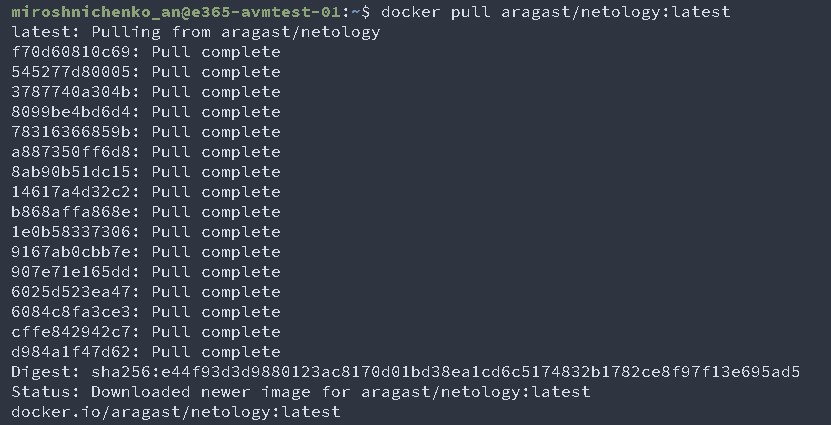 miroshnichenko_an@e365-avmtest-01:~$ docker pull aragast/netology:latest
latest: Pulling from aragast/netology
f70d60810c69: Pull complete
545277d80005: Pull complete
3787740a304b: Pull complete
8099be4bd6d4: Pull complete
78316366859b: Pull complete
a887350ff6d8: Pull complete
8ab90b51dc15: Pull complete
14617a4d32c2: Pull complete
b868affa868e: Pull complete
1e0b58337306: Pull complete
9167ab0cbb7e: Pull complete
907e71e165dd: Pull complete
6025d523ea47: Pull complete
6084c8fa3ce3: Pull complete
cffe842942c7: Pull complete
d984a1f47d62: Pull complete
Digest: sha256:e44f93d3d9880123ac8170d01bd38ea1cd6c5174832b1782ce8f97f13e695ad5
Status: Downloaded newer image for aragast/netology:latest
docker.io/aragast/netology:latest